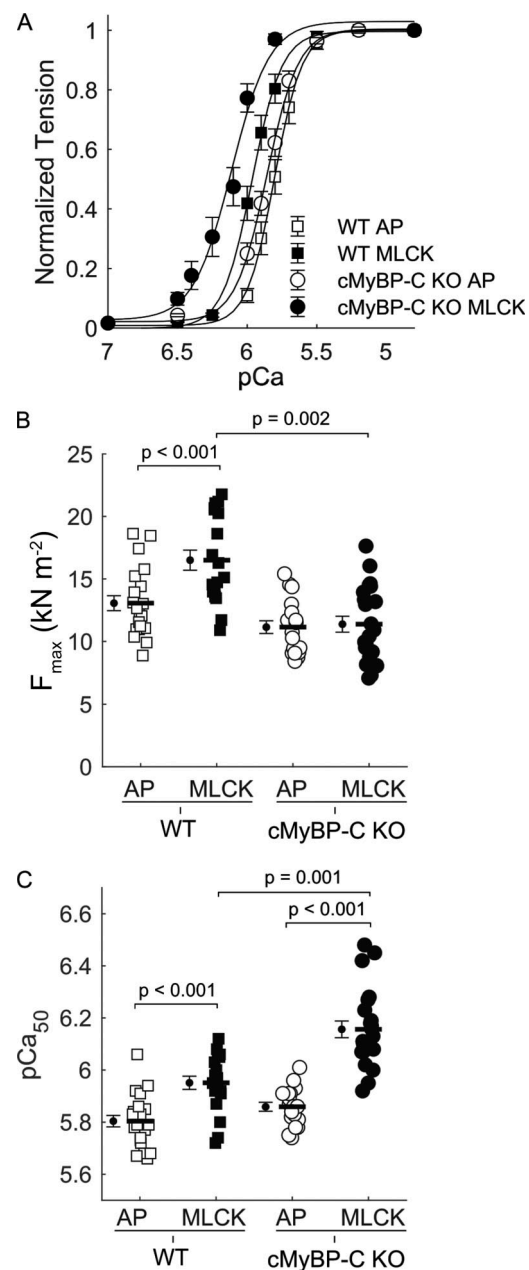 A
Normalized Tension
1
0.8
0.6
0.4
0.2
0
WT AP
WT MLCK
cMyBP-C KO AP
cMyBP-C KO MLCK
7 6.5 6 5.5 5
pCa
B
p = 0.002
p < 0.001
Fmax (kN m-2)
25
20
15
10
5
0
AP MLCK AP MLCK
WT cMyBP-C KO
C
p = 0.001
p < 0.001
p < 0.001
pCa50
6.6
6.4
6.2
6
5.8
5.6
AP MLCK AP MLCK
WT cMyBP-C KO